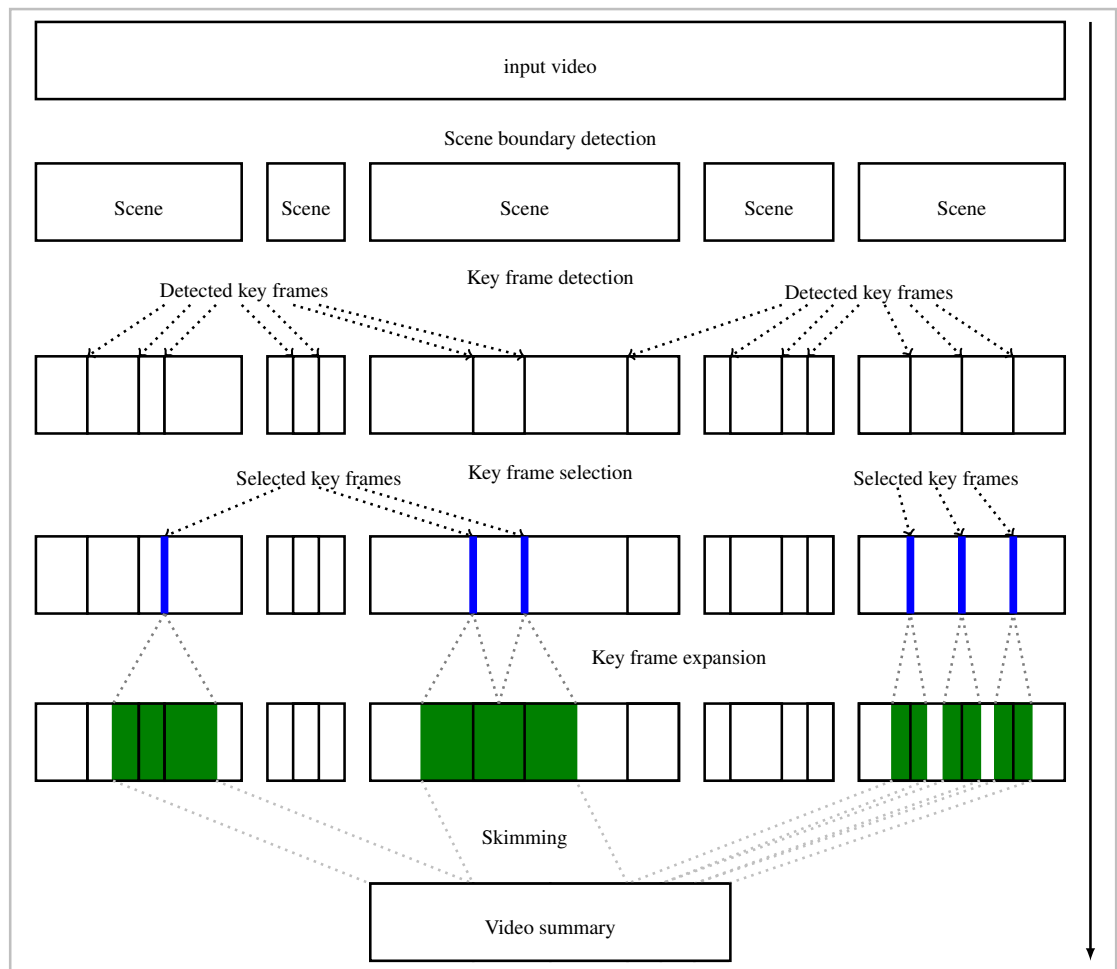 input video
Scene boundary detection
Scene
Scene
Scene
Scene
Scene
Key frame detection
Detected key frames
Detected key frames
Key frame selection
Selected key frames
Selected key frames
Key frame expansion
Skimming
Video summary